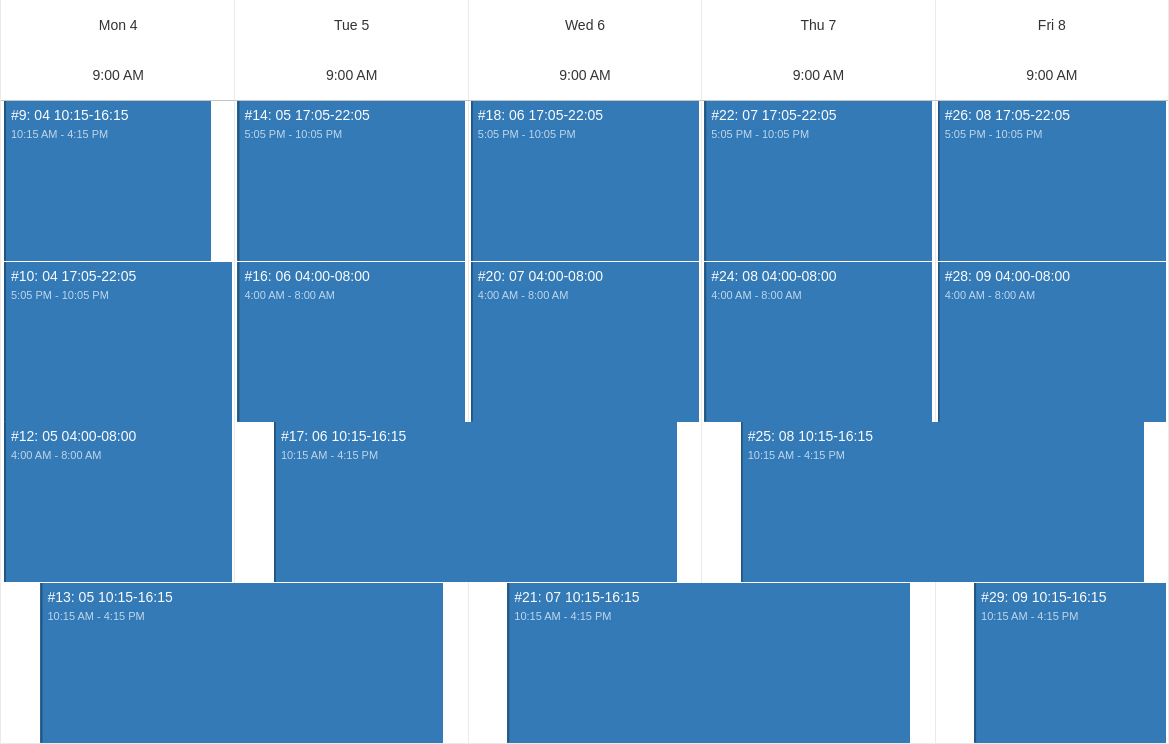 Mon 4
Tue 5
Wed 6
Thu 7
Fri 8
9:00 AM
9:00 AM
9:00 AM
9:00 AM
9:00 AM
#9: 04 10:15-16:15
10:15 AM - 4:15 PM
#14: 05 17:05-22:05
5:05 PM - 10:05 PM
#18: 06 17:05-22:05
5:05 PM - 10:05 PM
#22: 07 17:05-22:05
5:05 PM - 10:05 PM
#26: 08 17:05-22:05
5:05 PM - 10:05 PM
#10: 04 17:05-22:05
5:05 PM - 10:05 PM
#16: 06 04:00-08:00
4:00 AM - 8:00 AM
#20: 07 04:00-08:00
4:00 AM - 8:00 AM
#24: 08 04:00-08:00
4:00 AM - 8:00 AM
#28: 09 04:00-08:00
4:00 AM - 8:00 AM
#12: 05 04:00-08:00
4:00 AM - 8:00 AM
#17: 06 10:15-16:15
10:15 AM - 4:15 PM
#25: 08 10:15-16:15
10:15 AM - 4:15 PM
#13: 05 10:15-16:15
10:15 AM - 4:15 PM
#21: 07 10:15-16:15
10:15 AM - 4:15 PM
#29: 09 10:15-16:15
10:15 AM - 4:15 PM